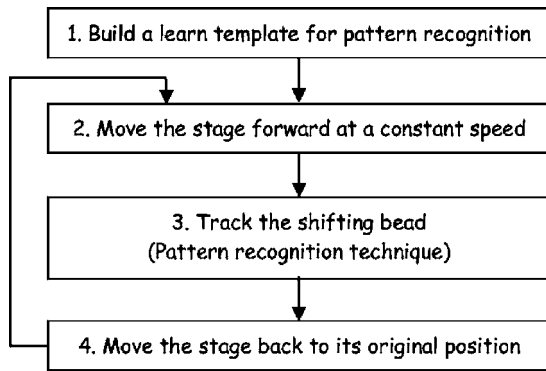 1. Build a learn template for pattern recognition
2. Move the stage forward at a constant speed
3. Track the shifting bead
(Pattern recognition technique)
4. Move the stage back to its original position